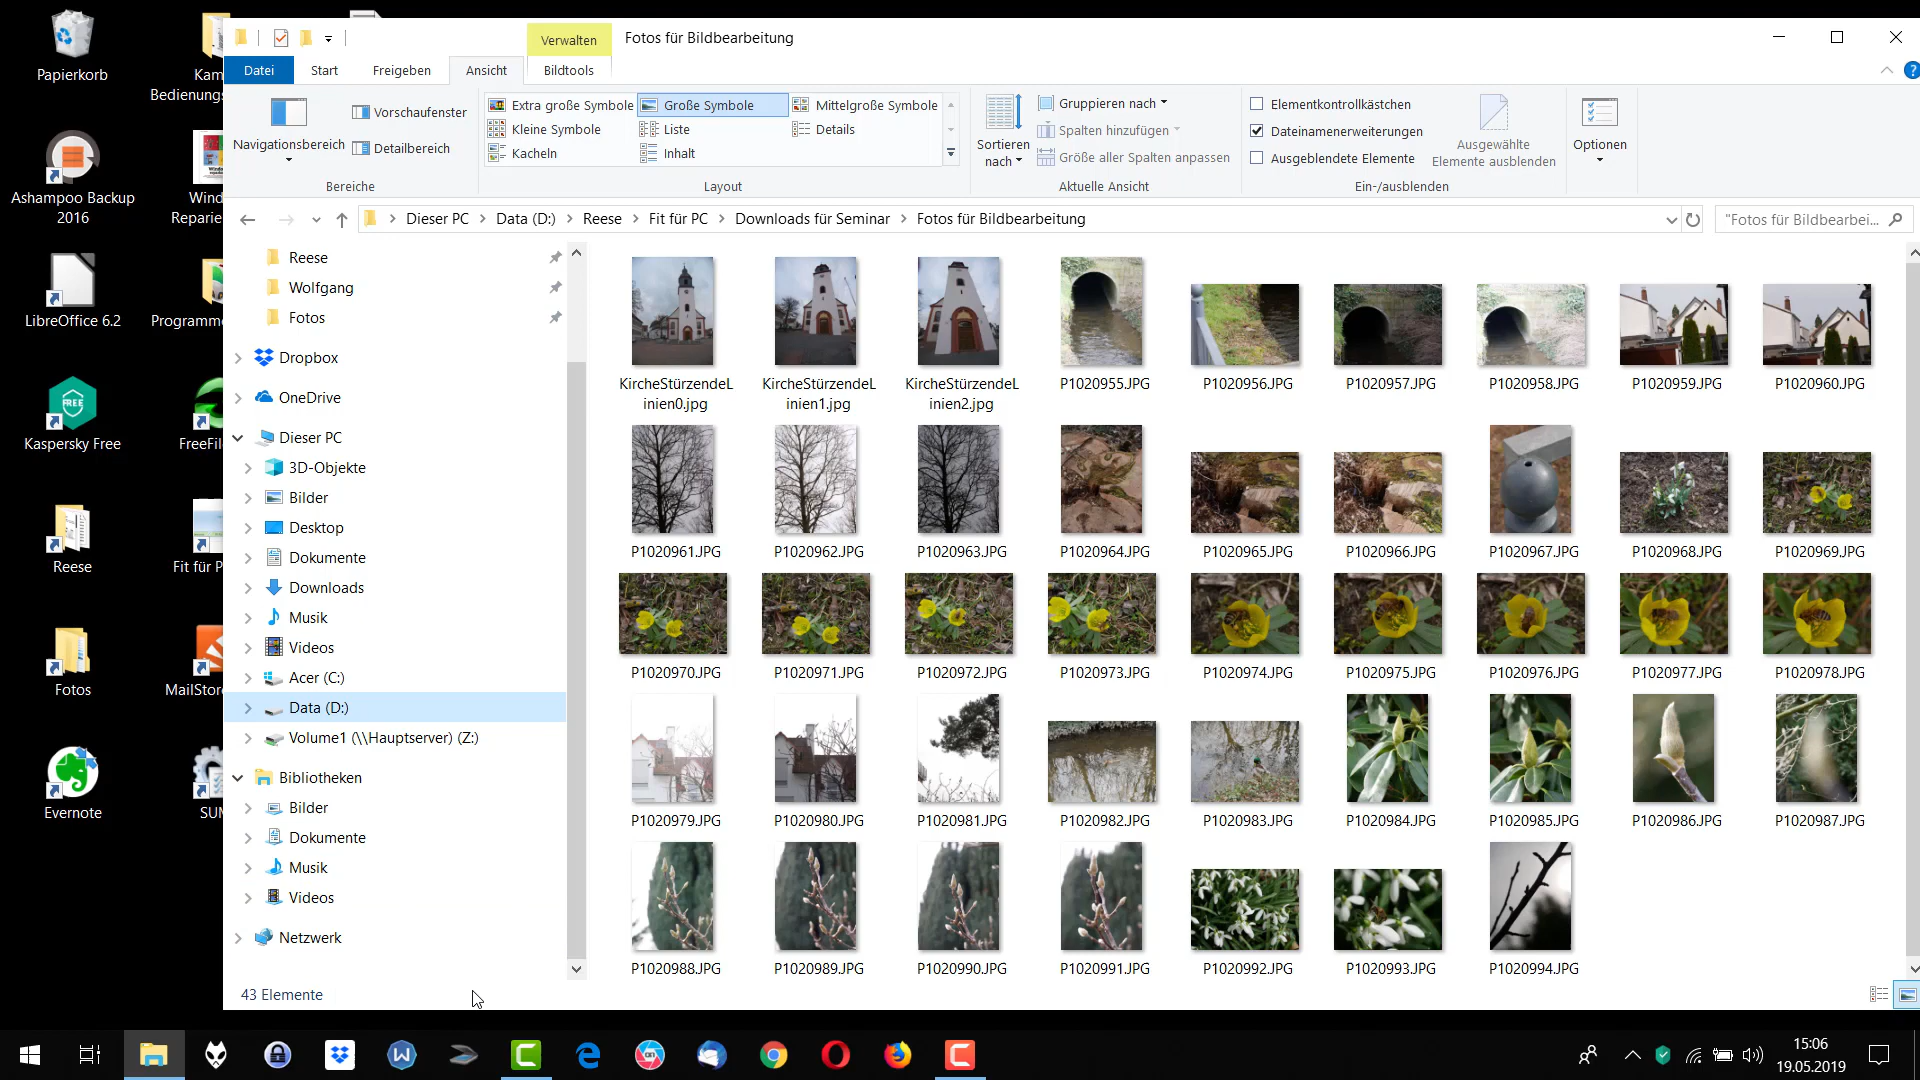 Papierkorb
Kam
Bedienungs
Ashampoo Backup
2016
Wind
Reparie
LibreOffice 6.2
Programme
Kaspersky Free
FreeFil
Reese
Fit für P
Fotos
MailStore
Evernote
SUM
Verwalten
Fotos für Bildbearbeitung
Datei
Start
Freigeben
Ansicht
Bildtools
Navigationsbereich
Vorschaufenster
Detailbereich
Bereiche
Extra große Symbole
Große Symbole
Mittelgroße Symbole
Kleine Symbole
Liste
Details
Kacheln
Inhalt
Layout
Sortieren
nach
Gruppieren nach
Spalten hinzufügen
Größe aller Spalten anpassen
Aktuelle Ansicht
Elementkontrollkästchen
Dateinamenerweiterungen
Ausgeblendete Elemente
Ausgewählte
Elemente ausblenden
Ein-/ausblenden
Optionen
Dieser PC > Data (D:) > Reese > Fit für PC > Downloads für Seminar > Fotos für Bildbearbeitung
"Fotos für Bildbearbei...
Reese
Wolfgang
Fotos
Dropbox
OneDrive
Dieser PC
3D-Objekte
Bilder
Desktop
Dokumente
Downloads
Musik
Videos
Acer (C:)
Data (D:)
Volume1 (\\Hauptserver) (Z:)
Bibliotheken
Bilder
Dokumente
Musik
Videos
Netzwerk
KircheStürzendeL
inien0.jpg
KircheStürzendeL
inien1.jpg
KircheStürzendeL
inien2.jpg
P1020955.JPG
P1020956.JPG
P1020957.JPG
P1020958.JPG
P1020959.JPG
P1020960.JPG
P1020961.JPG
P1020962.JPG
P1020963.JPG
P1020964.JPG
P1020965.JPG
P1020966.JPG
P1020967.JPG
P1020968.JPG
P1020969.JPG
P1020970.JPG
P1020971.JPG
P1020972.JPG
P1020973.JPG
P1020974.JPG
P1020975.JPG
P1020976.JPG
P1020977.JPG
P1020978.JPG
P1020979.JPG
P1020980.JPG
P1020981.JPG
P1020982.JPG
P1020983.JPG
P1020984.JPG
P1020985.JPG
P1020986.JPG
P1020987.JPG
P1020988.JPG
P1020989.JPG
P1020990.JPG
P1020991.JPG
P1020992.JPG
P1020993.JPG
P1020994.JPG
43 Elemente
15:06
19.05.2019